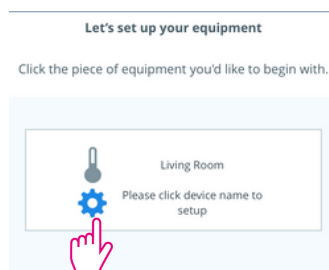 Let's set up your equipment
Click the piece of equipment you'd like to begin with.
Living Room
Please click device name to
setup